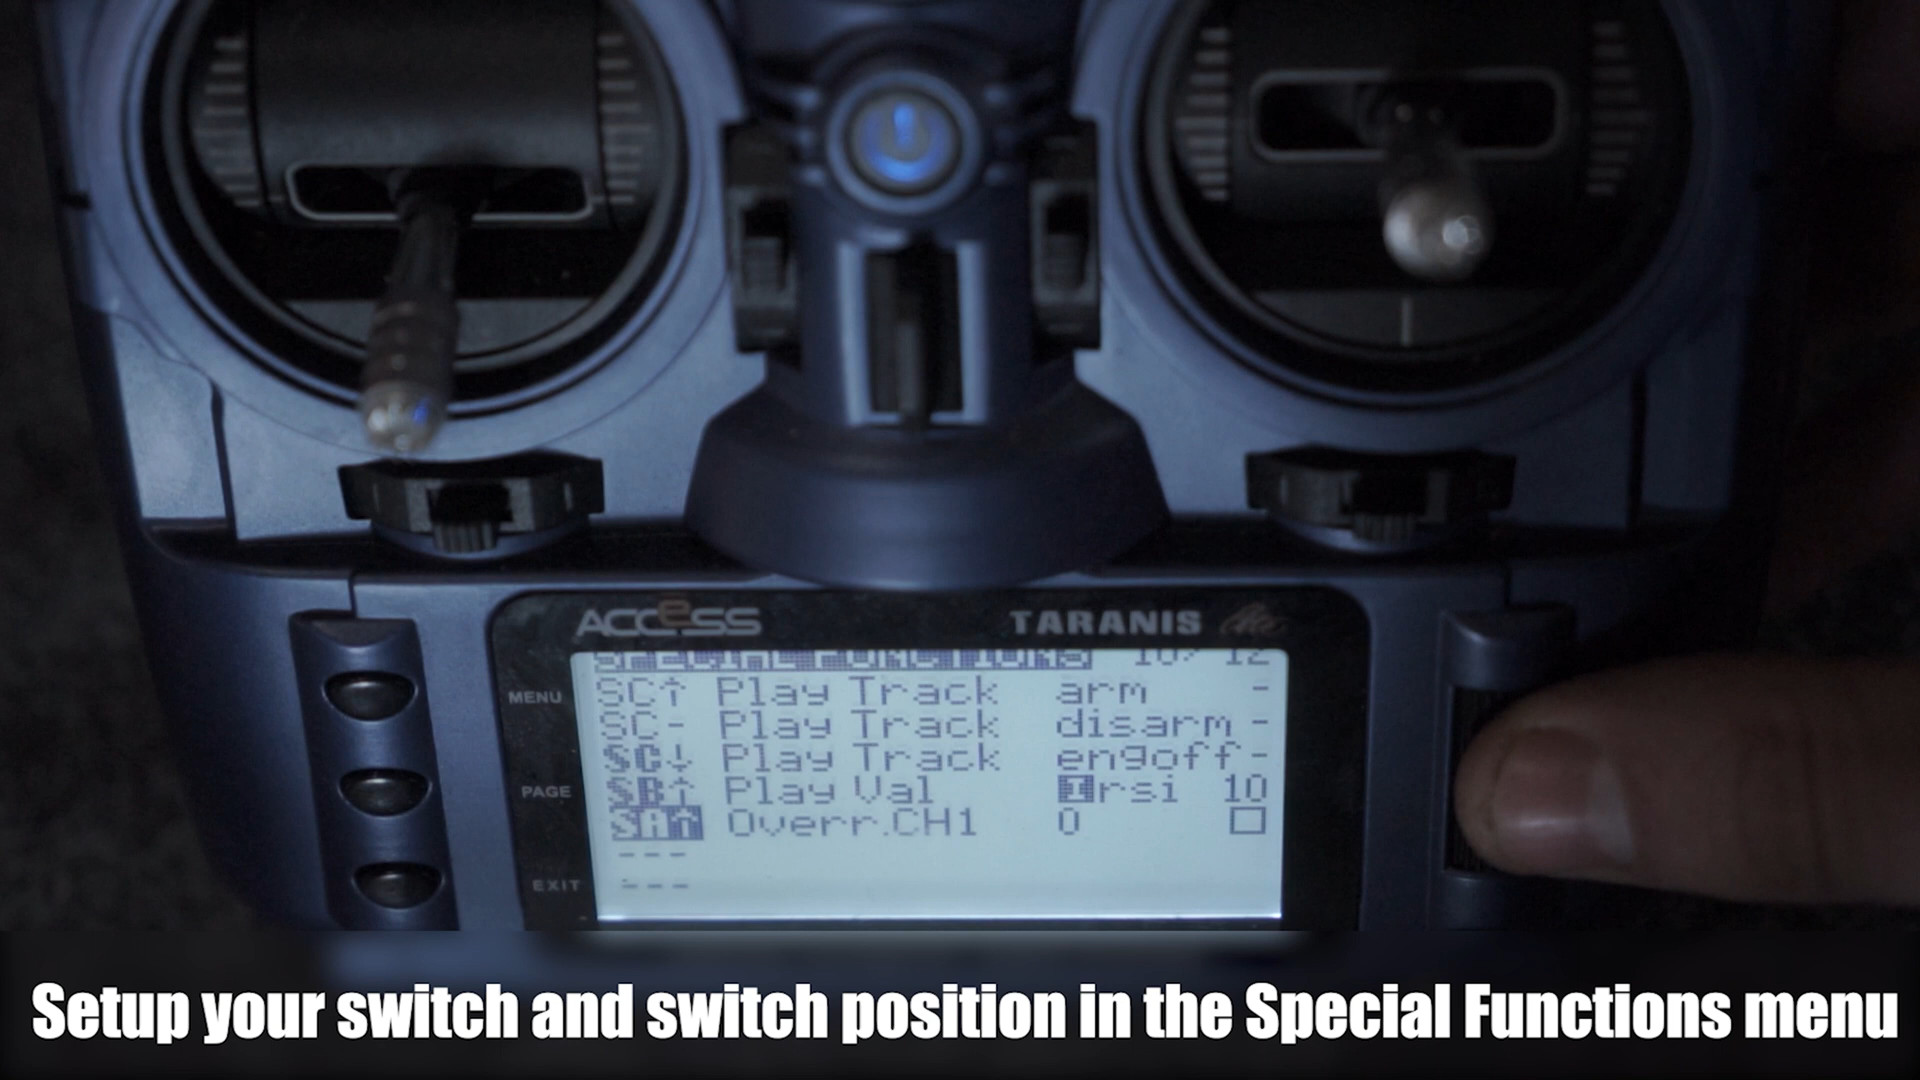 ACCESS TARANIS
MENU
PAGE
EXIT
SPECIAL FUNCTIONS 10/ 12
SC↑ Play Track arm -
SC- Play Track disarm -
SC↓ Play Track engoff-
SB↑ Play Val rsi 10
SA↑ Overr.CH1 0
---
---
Setup your switch and switch position in the Special Functions menu